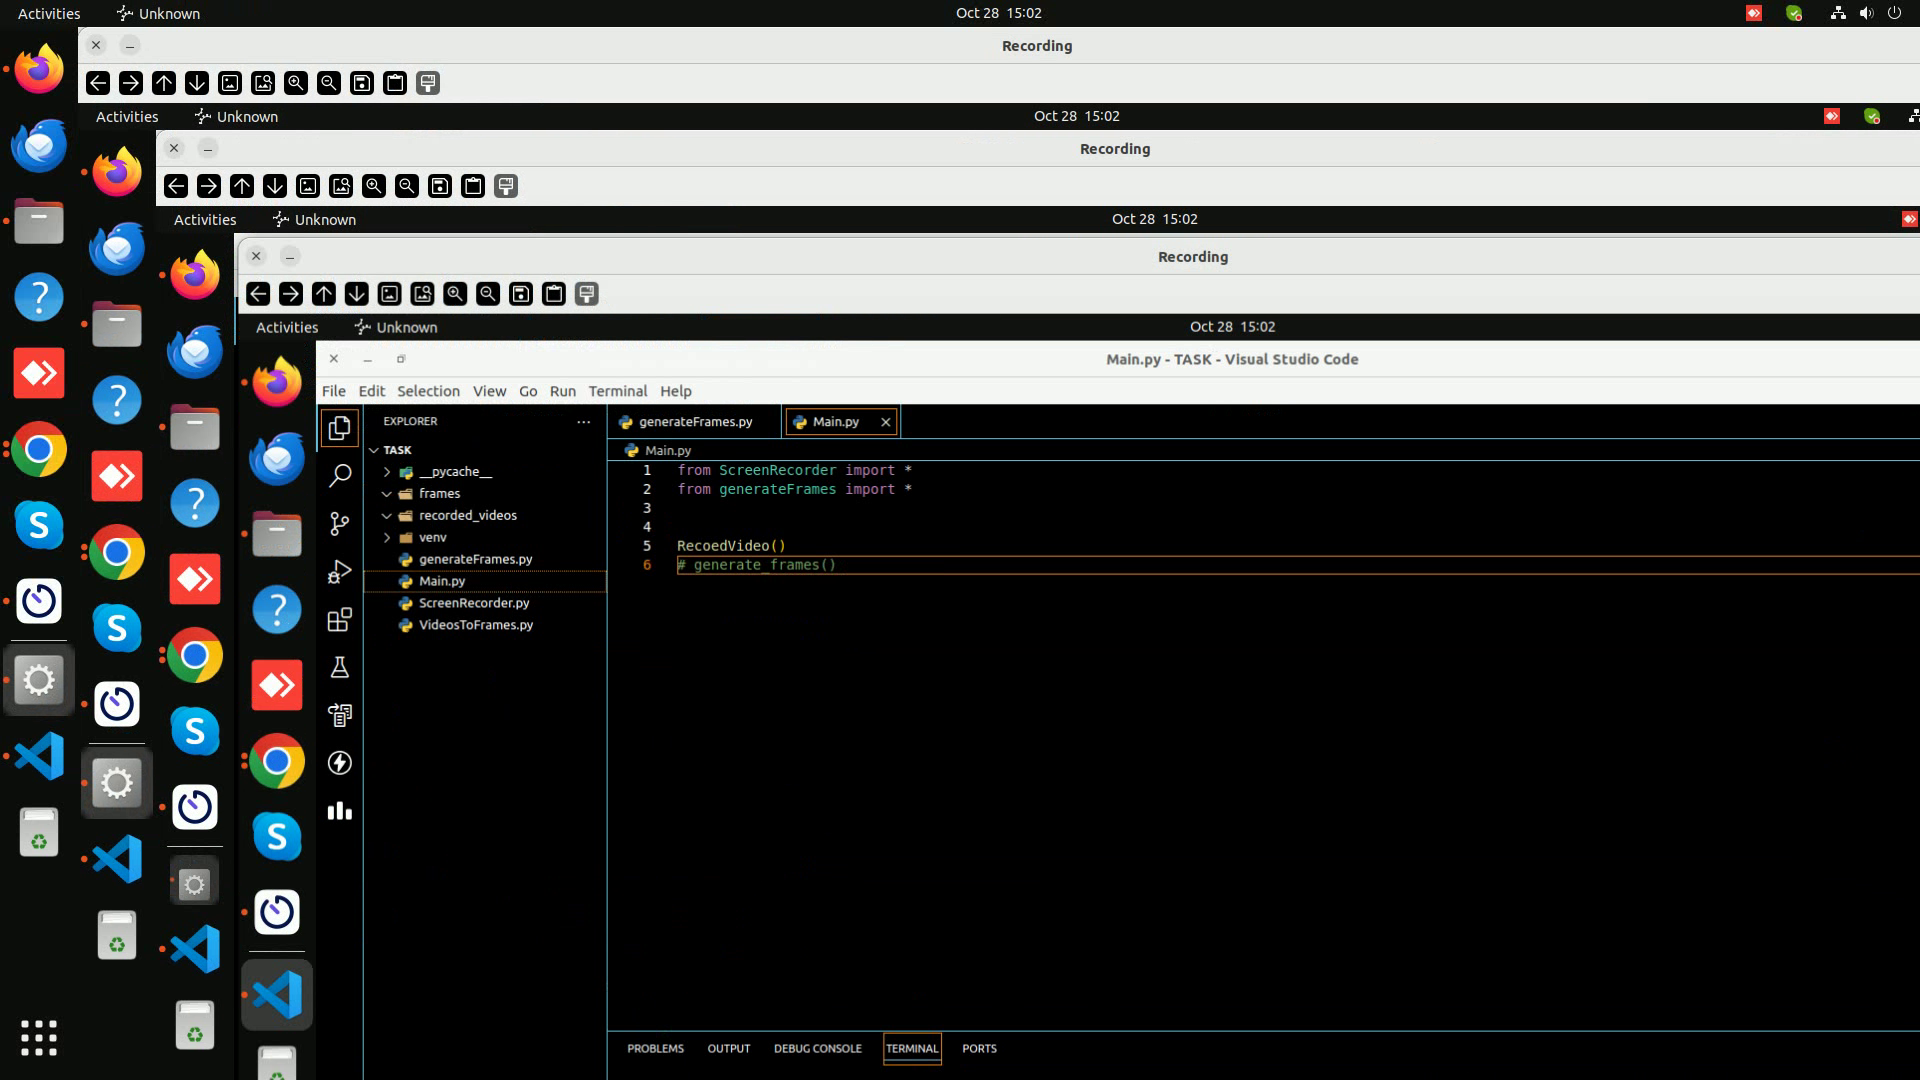 Activities Unknown Oct 28 15:02
Recording
Activities Unknown Oct 28 15:02
Recording
Activities Unknown Oct 28 15:02
Recording
Activities Unknown Oct 28 15:02
Main.py - TASK - Visual Studio Code
File Edit Selection View Go Run Terminal Help
EXPLORER
TASK
__pycache__
frames
recorded_videos
venv
generateFrames.py
Main.py
ScreenRecorder.py
VideosToFrames.py
generateFrames.py Main.py
Main.py
1 from ScreenRecorder import *
2 from generateFrames import *
3
4
5 RecoedVideo()
6 # generate_frames()
PROBLEMS OUTPUT DEBUG CONSOLE TERMINAL PORTS